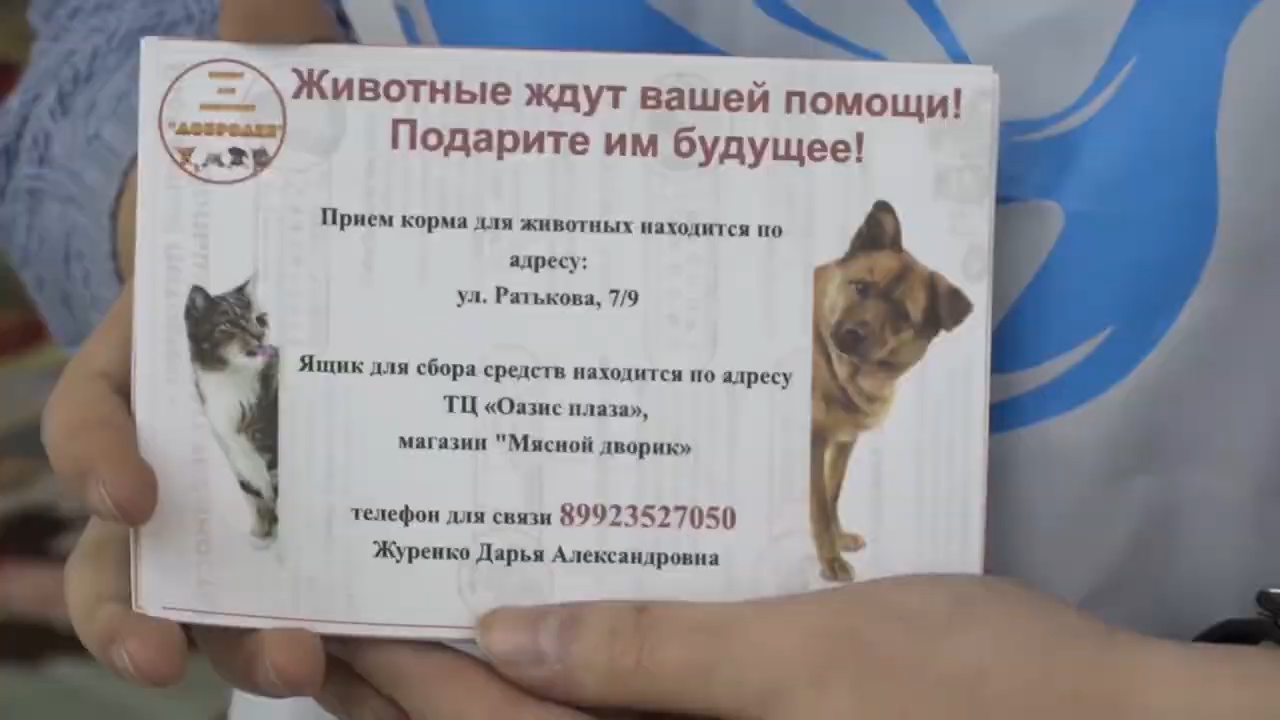 "ДОБРОДЕЯ"
Животные ждут вашей помощи!
Подарите им будущее!
Прием корма для животных находится по
адресу:
ул. Ратькова, 7/9
Ящик для сбора средств находится по адресу
ТЦ «Оазис плаза»,
магазин "Мясной дворик»
телефон для связи 89923527050
Журенко Дарья Александровна